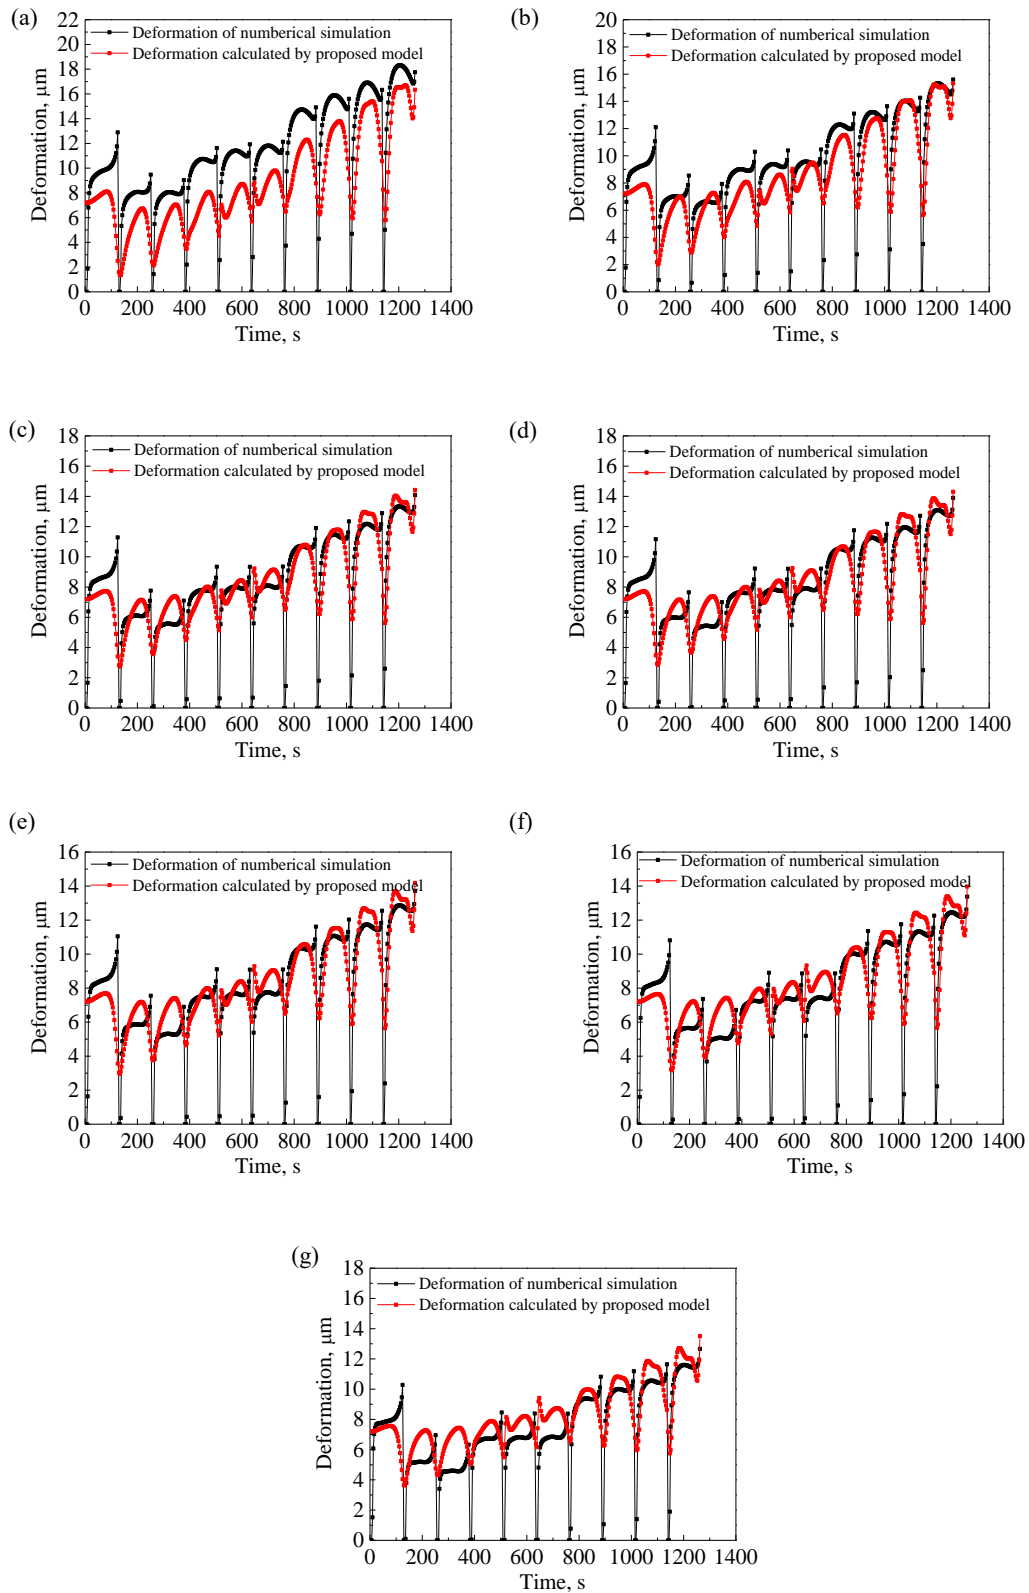 (a)
Deformation of numberical simulation
Deformation calculated by proposed model
Deformation, μm
22
20
18
16
14
12
10
8
6
4
2
0
0 200 400 600 800 1000 1200 1400
Time, s
(b)
Deformation of numberical simulation
Deformation calculated by proposed model
Deformation, μm
20
18
16
14
12
10
8
6
4
2
0
0 200 400 600 800 1000 1200 1400
Time, s
(c)
Deformation of numberical simulation
Deformation calculated by proposed model
Deformation, μm
18
16
14
12
10
8
6
4
2
0
0 200 400 600 800 1000 1200 1400
Time, s
(d)
Deformation of numberical simulation
Deformation calculated by proposed model
Deformation, μm
18
16
14
12
10
8
6
4
2
0
0 200 400 600 800 1000 1200 1400
Time, s
(e)
Deformation of numberical simulation
Deformation calculated by proposed model
Deformation, μm
16
14
12
10
8
6
4
2
0
0 200 400 600 800 1000 1200 1400
Time, s
(f)
Deformation of numberical simulation
Deformation calculated by proposed model
Deformation, μm
16
14
12
10
8
6
4
2
0
0 200 400 600 800 1000 1200 1400
Time, s
(g)
Deformation of numberical simulation
Deformation calculated by proposed model
Deformation, μm
18
16
14
12
10
8
6
4
2
0
0 200 400 600 800 1000 1200 1400
Time, s